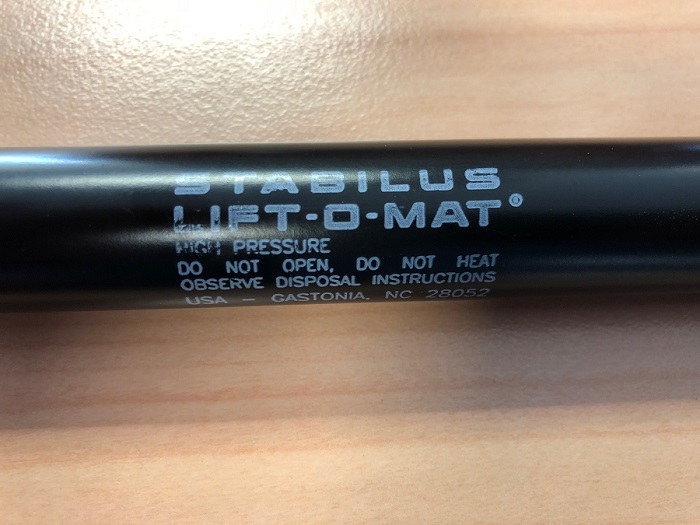 STABILUS
LIFT-O-MAT®
HIGH PRESSURE
DO NOT OPEN, DO NOT HEAT
OBSERVE DISPOSAL INSTRUCTIONS
USA - GASTONIA, NC 28052